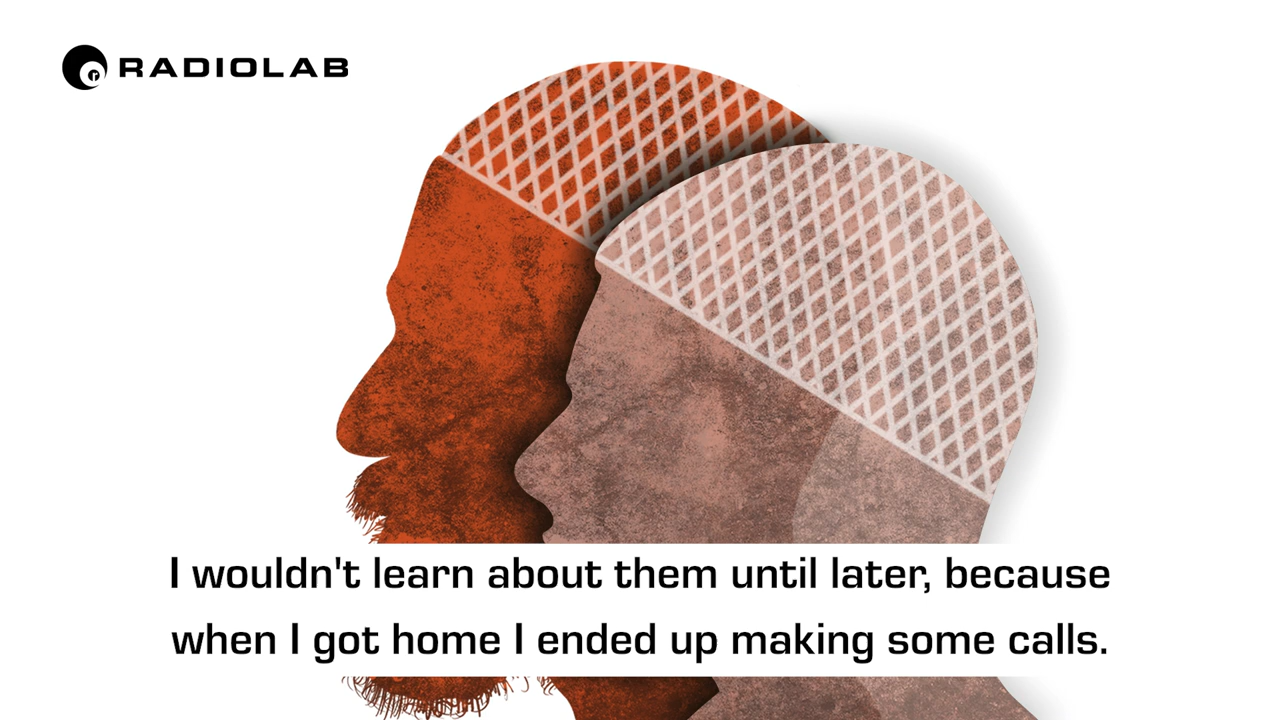 RADIOLAB
I wouldn't learn about them until later, because
when I got home I ended up making some calls.